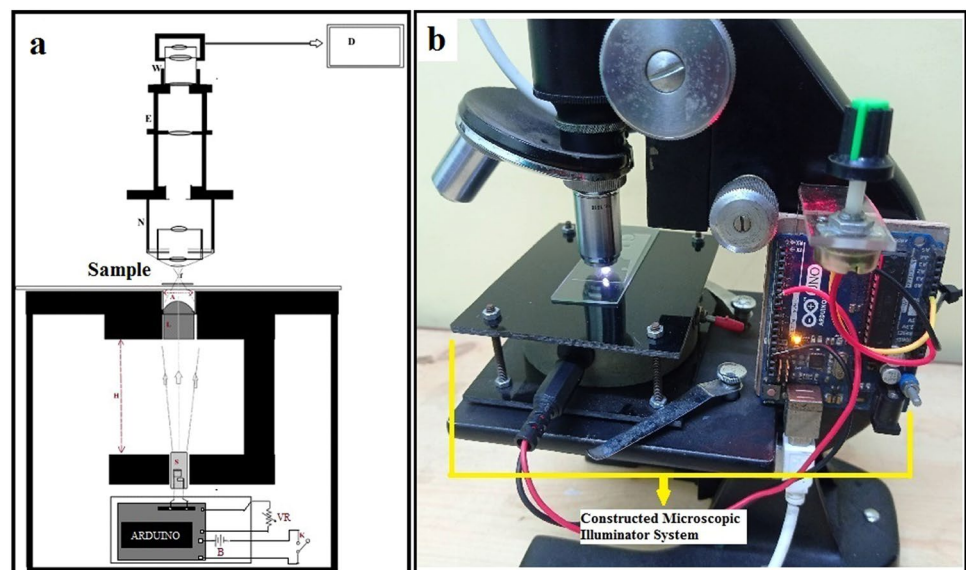 a
D
W
E
N
Sample
A
L
H
S
ARDUINO
VR
B
K
b
UNO
ARDUINO
Constructed Microscopic
Illuminator System